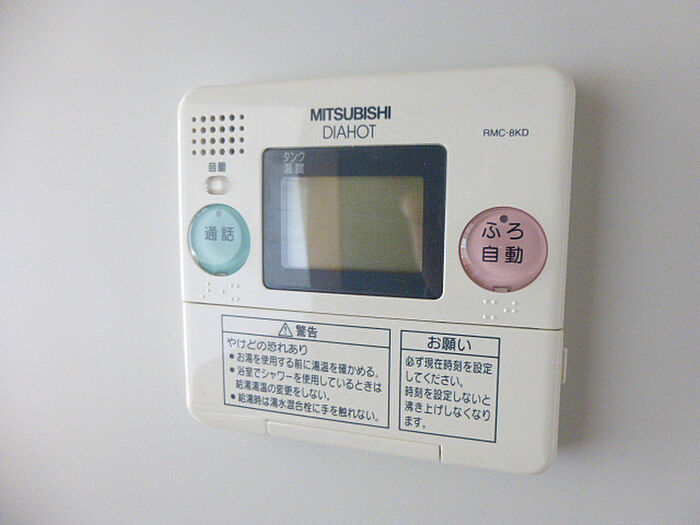 MITSUBISHI
DIAHOT
RMC-8KD
音量
タンク
温度
通話
ふろ
自動
警告
やけどの恐れあり
● お湯を使用する前に湯温を確かめる。
● 浴室でシャワーを使用しているときは
給湯湯温の変更をしない。
● 給湯時は湯水混合栓に手を触れない。
お願い
必ず現在時刻を設定
してください。
時刻を設定しないと
沸き上げしなくなり
ます。